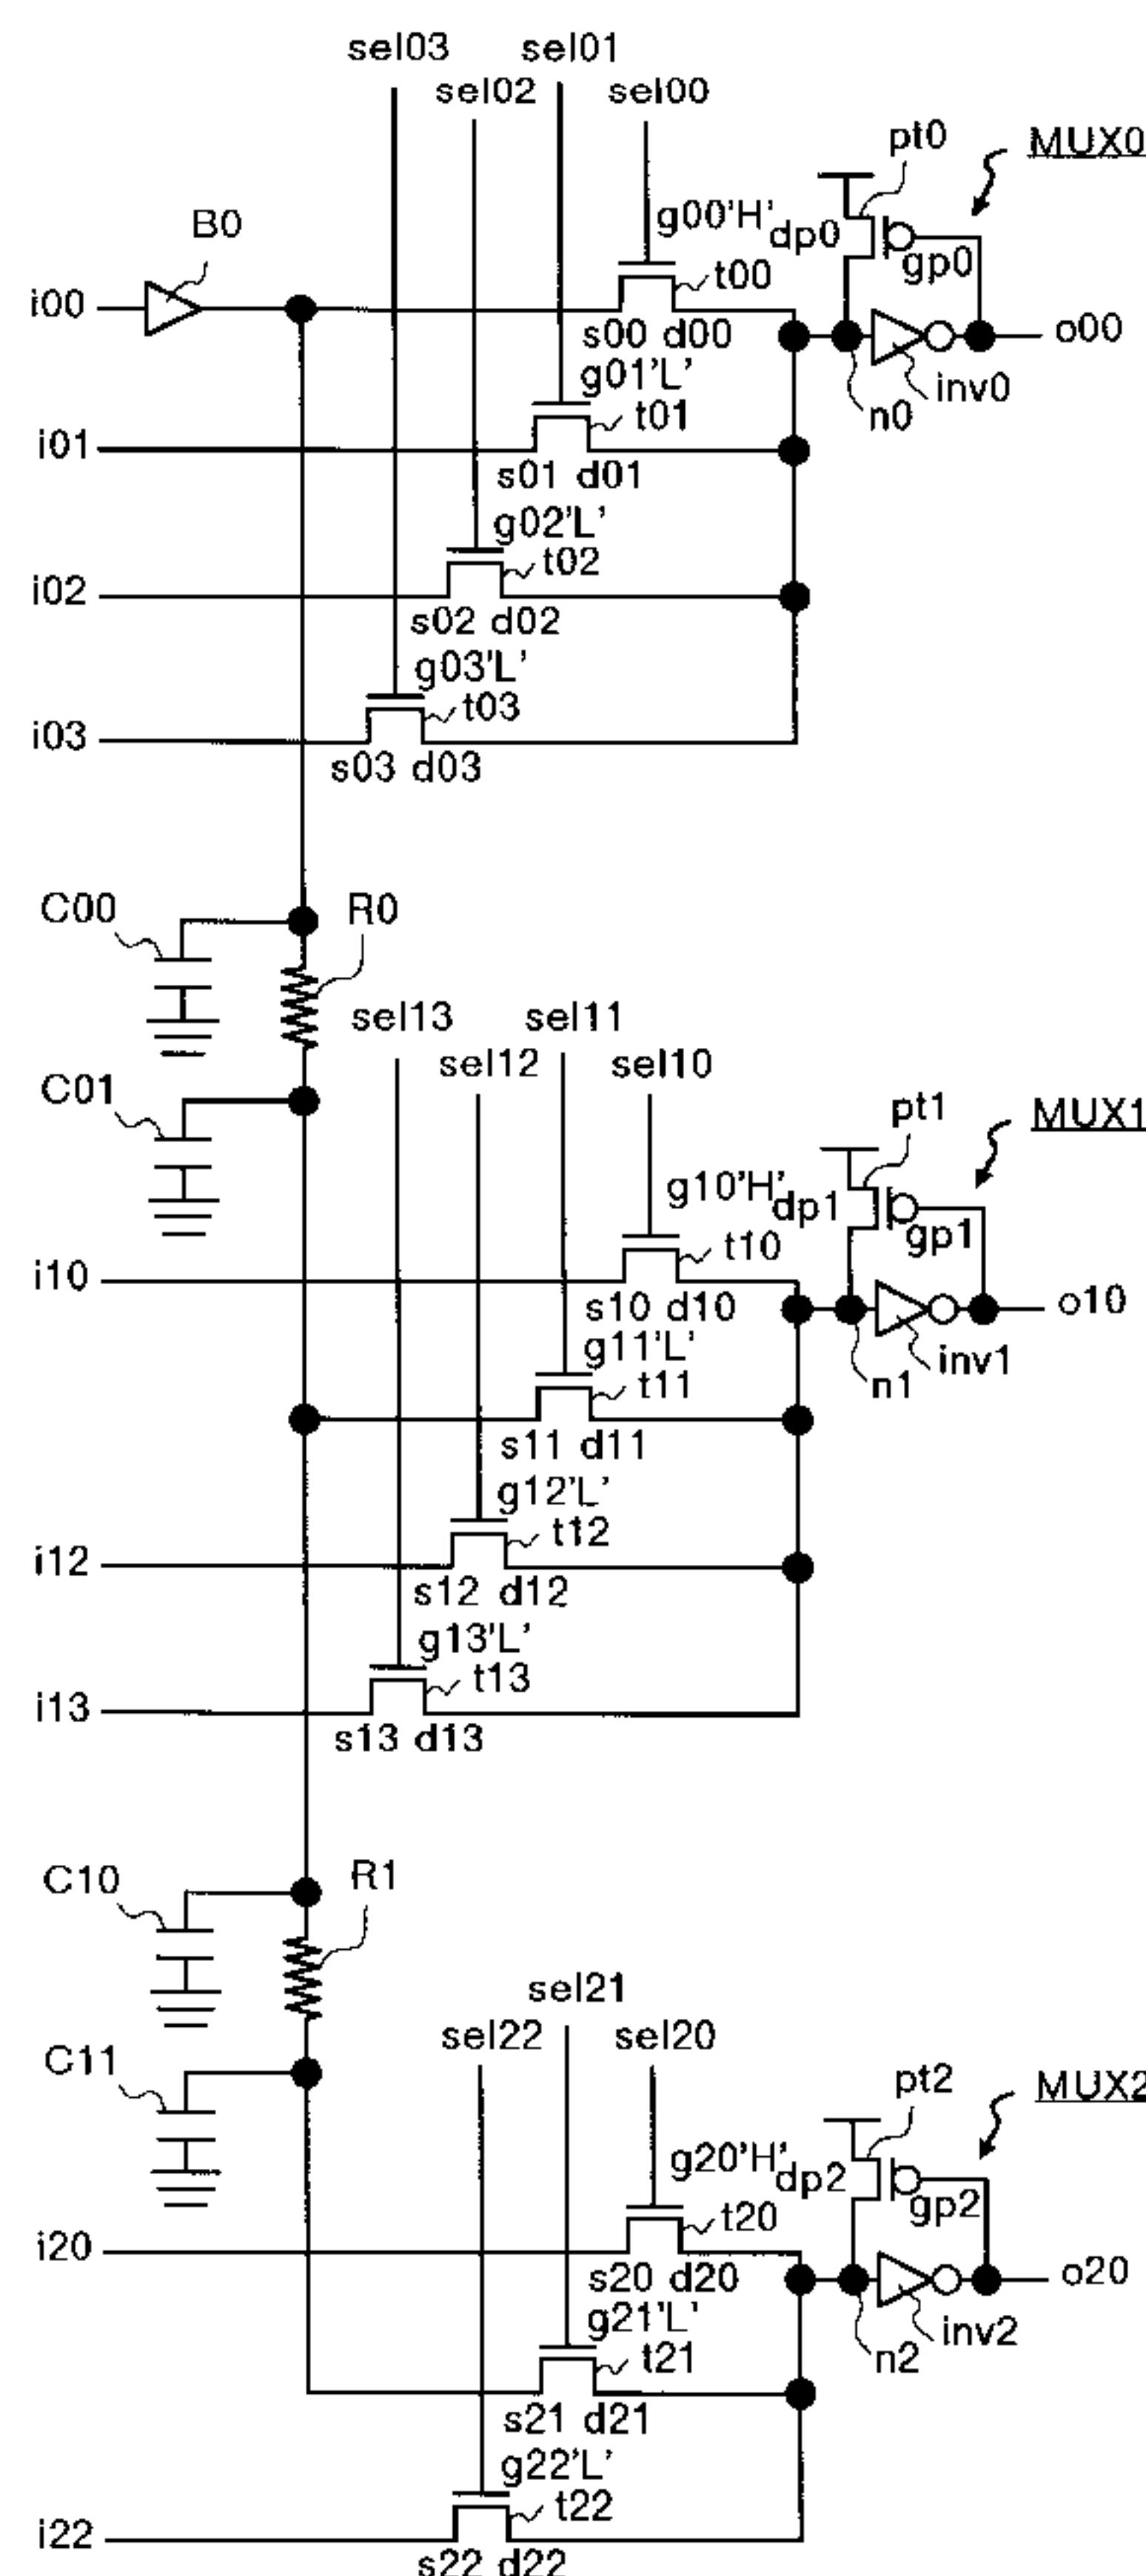 sel03 sel01
sel02 sel00
pt0 MUX0
B0
g00'H' dp0 gp0
i00 t00
s00 d00 o00
g01'L' inv0
i01 t01 n0
s01 d01
g02'L'
i02 t02
s02 d02
g03'L'
i03 t03
s03 d03
C00 R0
sel13 sel11
C01 sel12 sel10
pt1 MUX1
g10'H' dp1 gp1
i10 t10
s10 d10 o10
g11'L' inv1
t11 n1
s11 d11
g12'L'
i12 t12
s12 d12
g13'L'
i13 t13
s13 d13
C10 R1
sel21
C11 sel22 sel20
pt2 MUX2
g20'H' dp2 gp2
i20 t20
s20 d20 o20
g21'L' inv2
t21 n2
s21 d21
g22'L'
i22 t22
s22 d22